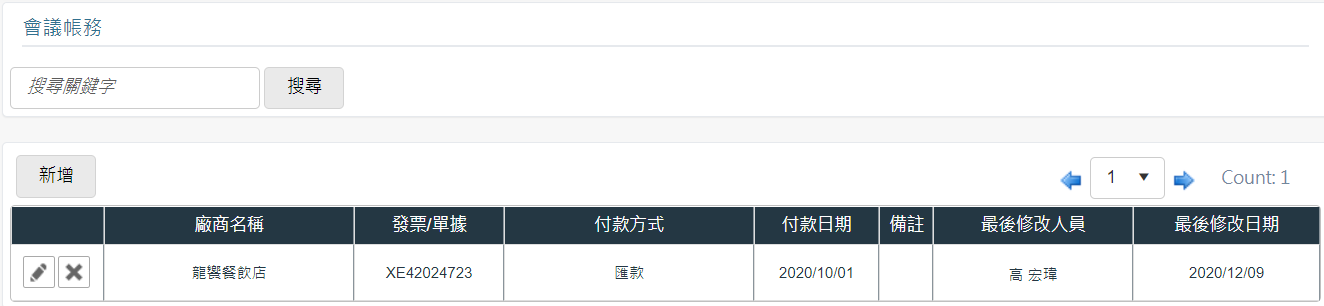 會議帳務
搜尋關鍵字 搜尋
新增 1 Count: 1
廠商名稱 發票/單據 付款方式 付款日期 備註 最後修改人員 最後修改日期
龍饗餐飲店 XE42024723 匯款 2020/10/01 高 宏瑋 2020/12/09